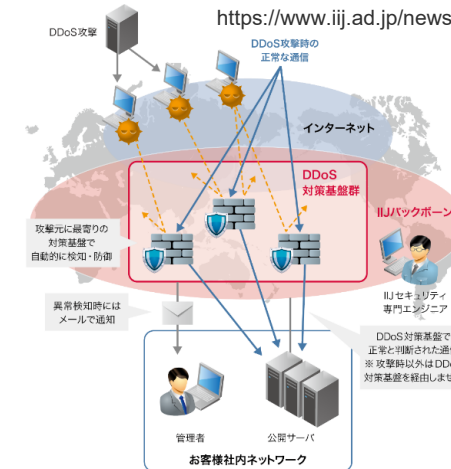 https://www.iij.ad.jp/news
DDoS攻撃
DDoS攻撃時の
正常な通信
インターネット
DDoS
対策基盤群
IIJバックボーン
攻撃元に最寄りの
対策基盤で
自動的に検知・防御
IIJセキュリティ
専門エンジニア
異常検知時には
メールで通知
DDoS対策基盤で
正常と判断された通信
※ 攻撃時以外はDDo
対策基盤を経由しませ
管理者
公開サーバ
お客様社内ネットワーク